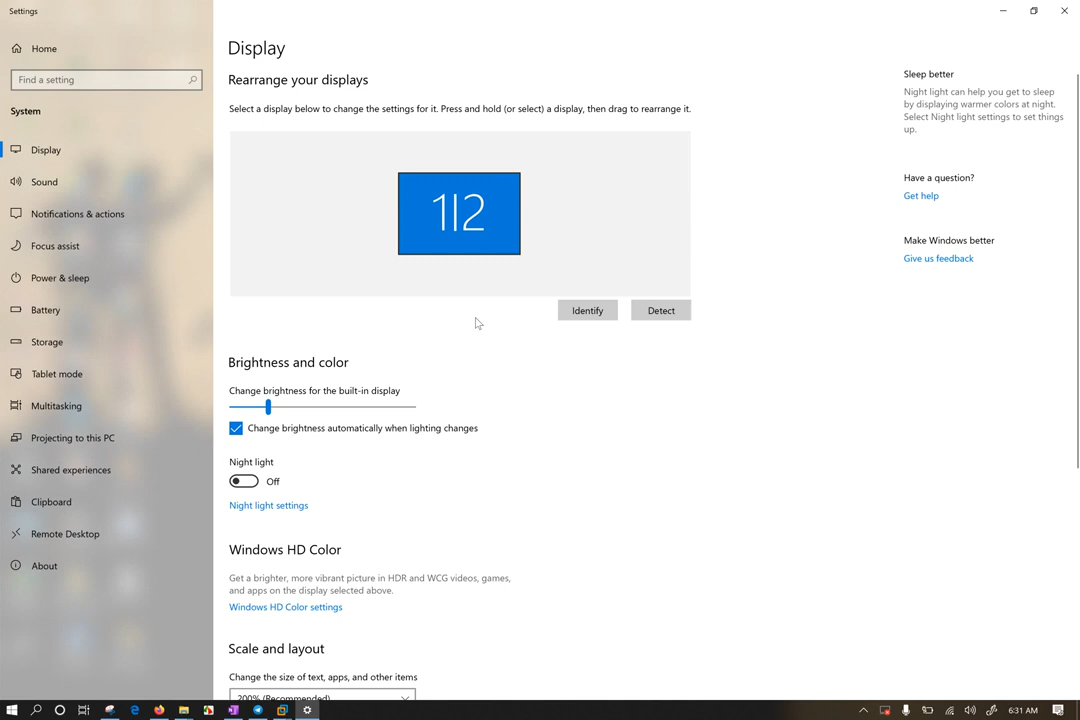 Settings
Home
Find a setting
System
Display
Sound
Notifications & actions
Focus assist
Power & sleep
Battery
Storage
Tablet mode
Multitasking
Projecting to this PC
Shared experiences
Clipboard
Remote Desktop
About
Display
Rearrange your displays
Select a display below to change the settings for it. Press and hold (or select) a display, then drag to rearrange it.
1|2
Identify
Detect
Brightness and color
Change brightness for the built-in display
Change brightness automatically when lighting changes
Night light
Off
Night light settings
Windows HD Color
Get a brighter, more vibrant picture in HDR and WCG videos, games,
and apps on the display selected above.
Windows HD Color settings
Scale and layout
Change the size of text, apps, and other items
200% (Recommended)
Sleep better
Night light can help you get to sleep
by displaying warmer colors at night.
Select Night light settings to set things
up.
Have a question?
Get help
Make Windows better
Give us feedback
6:31 AM